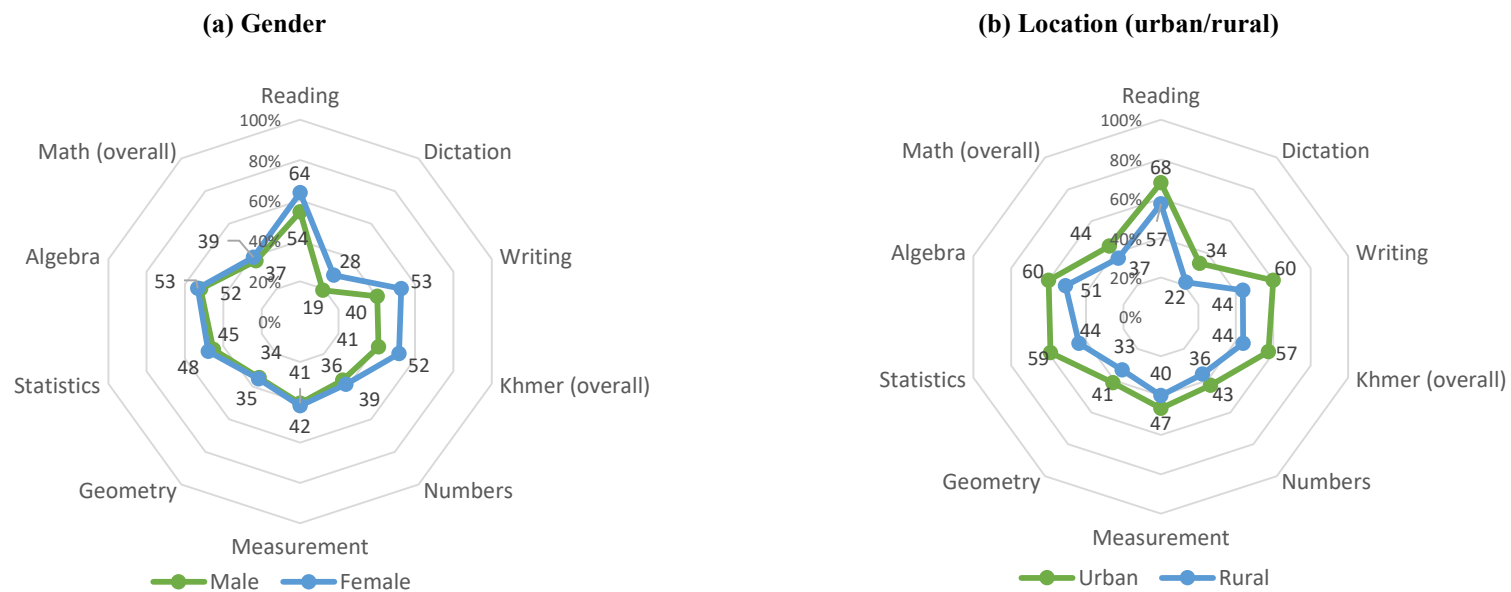 (a) Gender
Reading
Dictation
Writing
Khmer (overall)
Numbers
Measurement
Geometry
Statistics
Algebra
Math (overall)
100%
80%
60%
40%
20%
0%
64
54
28
19
53
40
41
52
36
39
41
42
34
35
45
48
53
52
39
37
Male
Female
(b) Location (urban/rural)
Reading
Dictation
Writing
Khmer (overall)
Numbers
Measurement
Geometry
Statistics
Algebra
Math (overall)
100%
80%
60%
40%
20%
0%
68
57
34
22
60
44
44
57
36
43
40
47
33
41
44
59
60
51
44
37
Urban
Rural